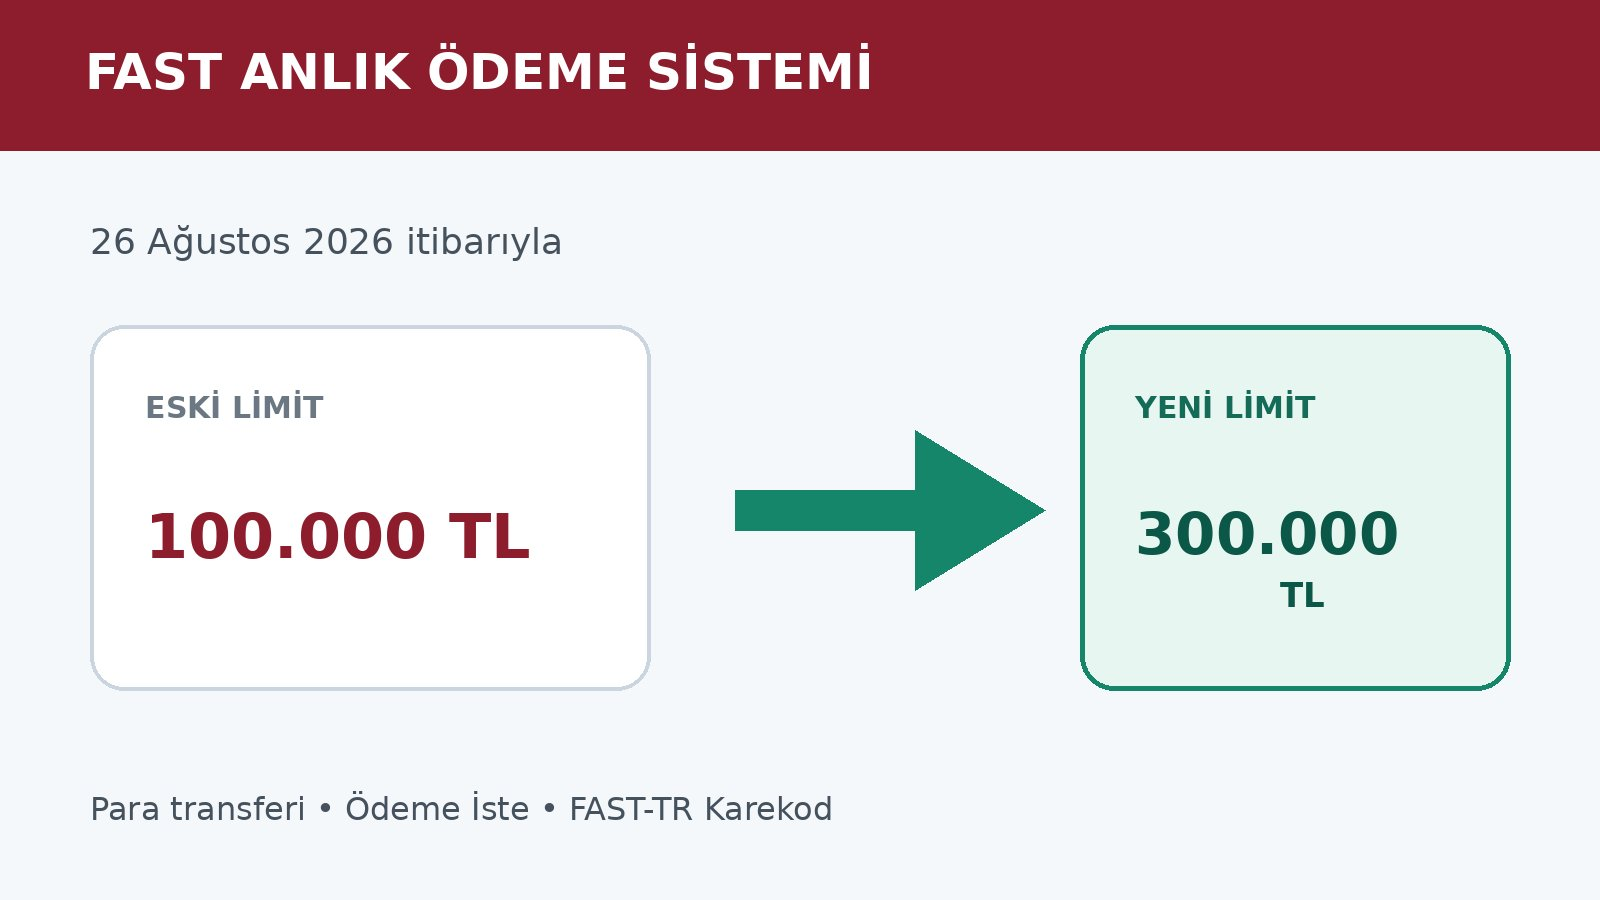 FAST ANLIK ÖDEME SİSTEMİ
26 Ağustos 2026 itibarıyla
ESKİ LİMİT
100.000 TL
YENİ LİMİT
300.000
TL
Para transferi • Ödeme İste • FAST-TR Karekod